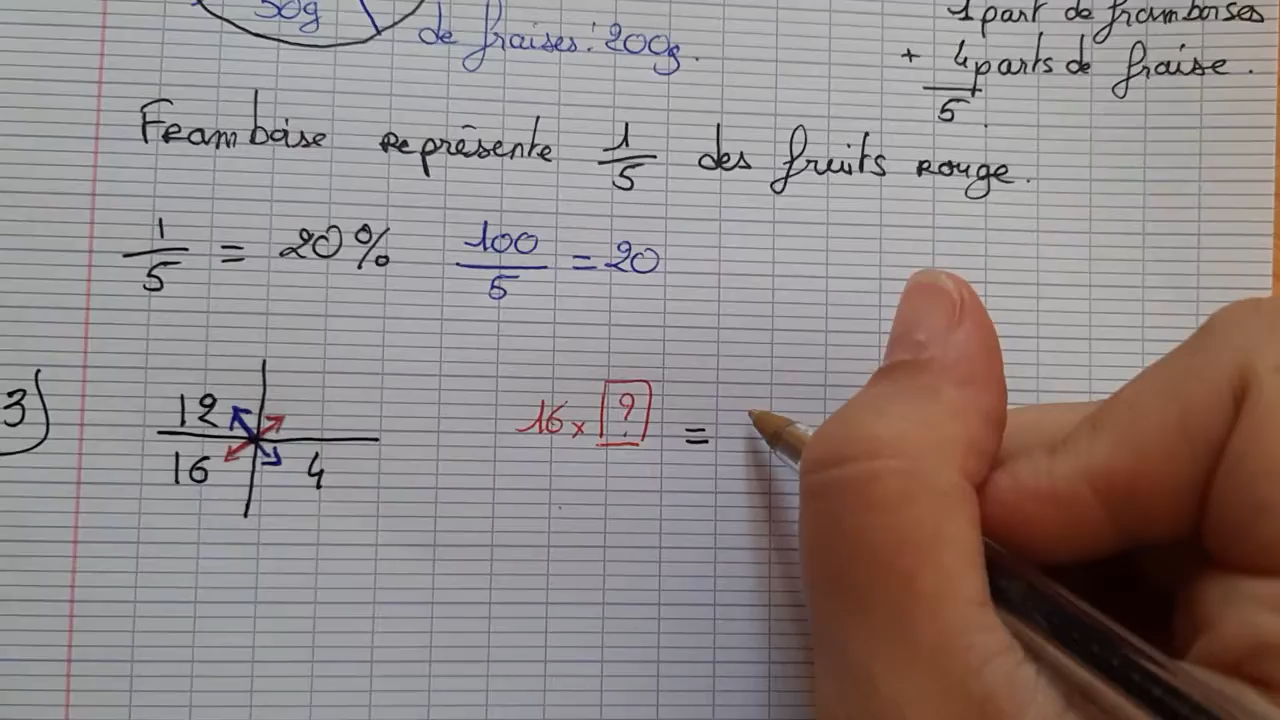 50g
de fraises: 200g.
1 part de framboises
+ 4 parts de fraise.
5
Framboise représente 1/5 des fruits rouge.
1/5 = 20% 100/5 = 20
3)
12
16 4
16 x ? =